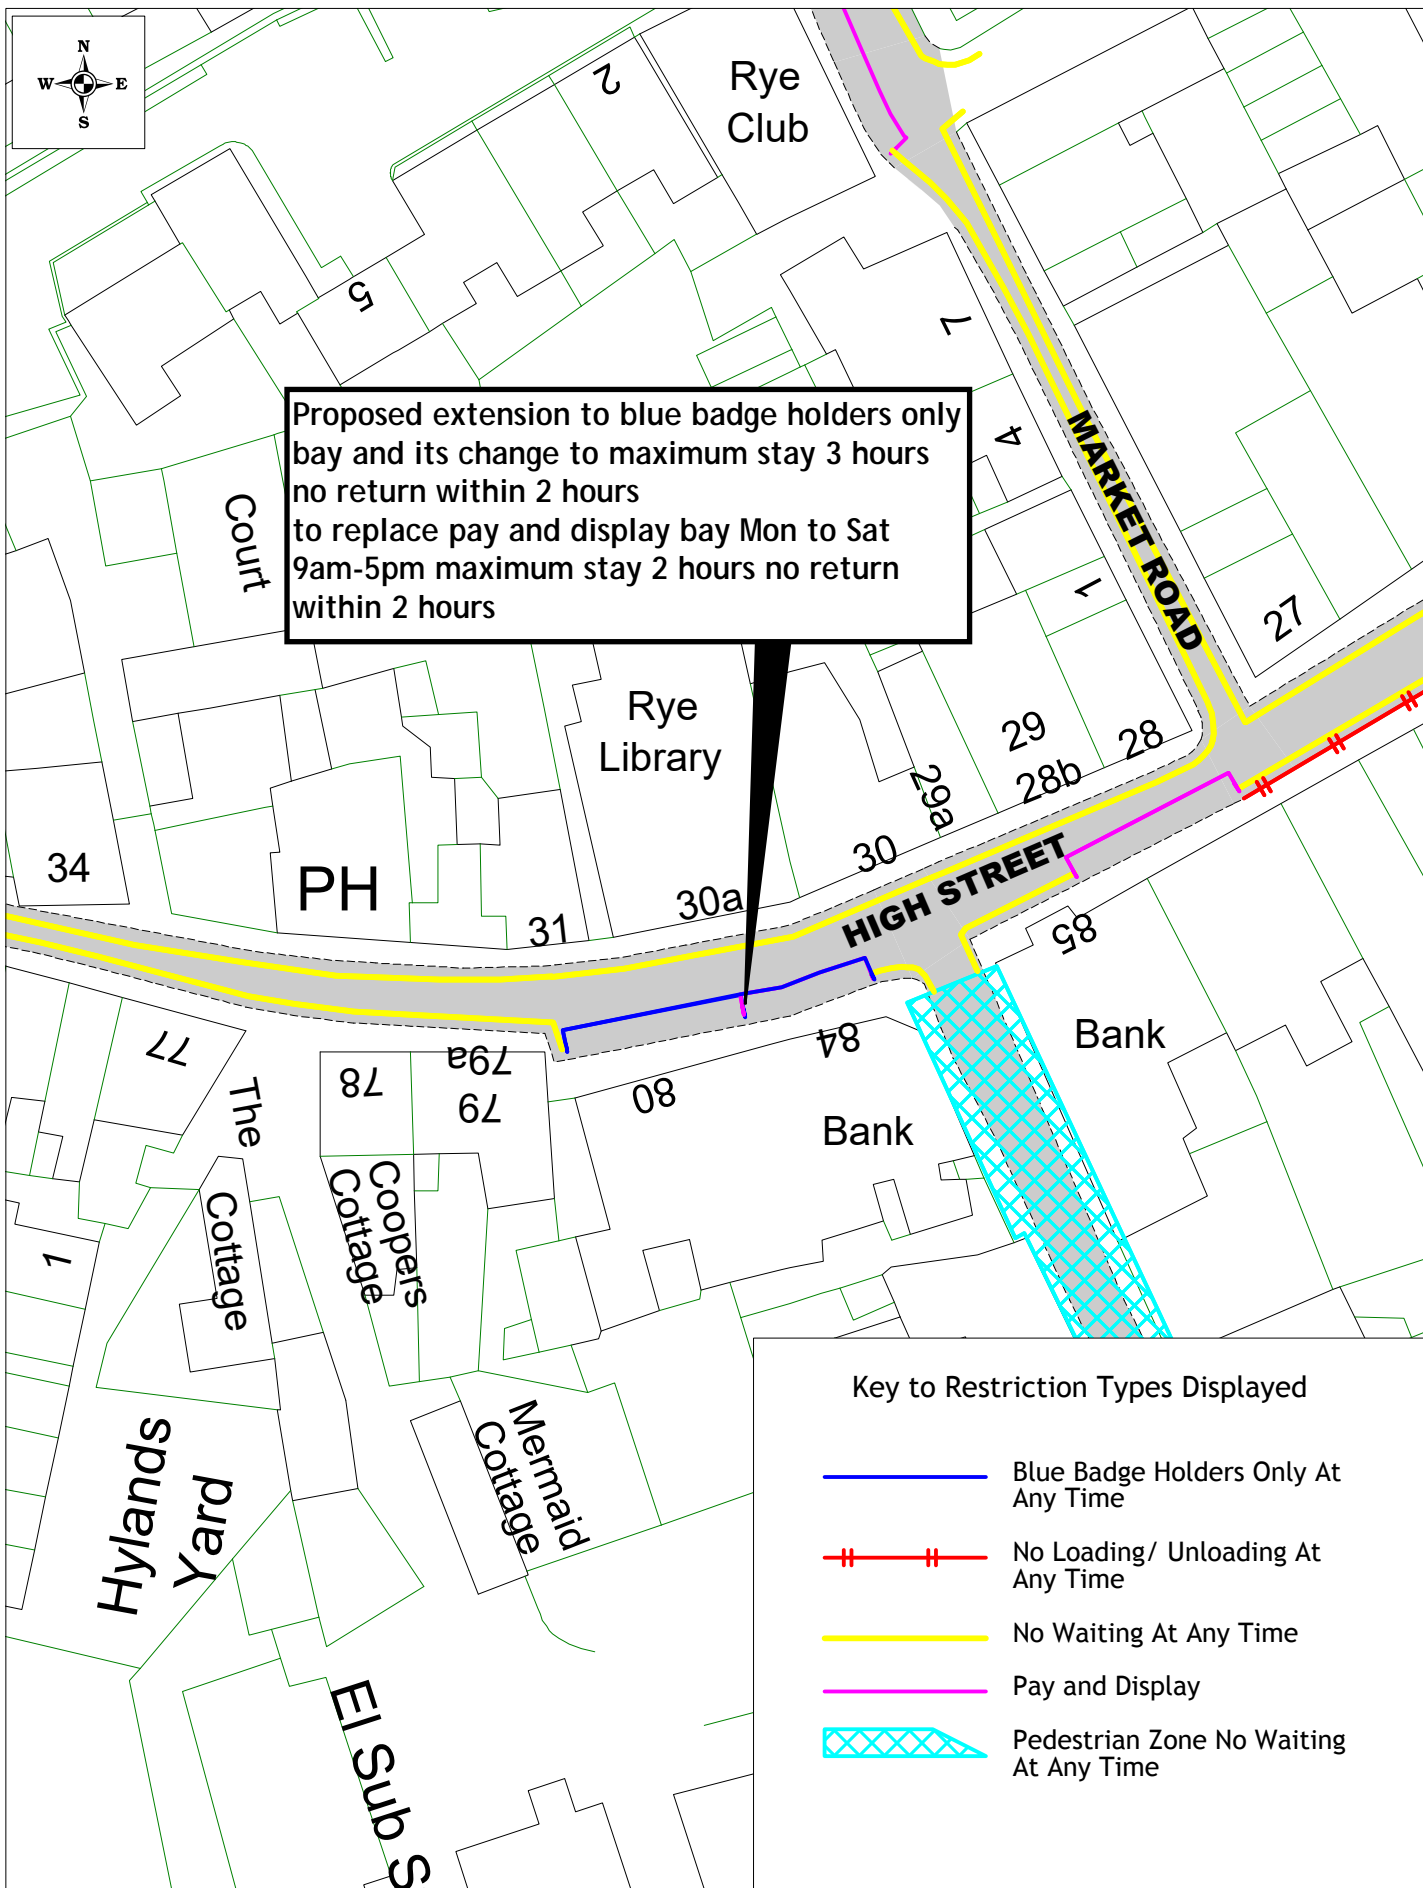 N
W E
S
2
Rye
Club
5
7
Proposed extension to blue badge holders only
bay and its change to maximum stay 3 hours
no return within 2 hours
to replace pay and display bay Mon to Sat
9am-5pm maximum stay 2 hours no return
within 2 hours
4
MARKET ROAD
Court
1
27
Rye
Library
29
28
28b
29a
34
PH
30
HIGH STREET
30a
31
85
77
79a
84
Bank
78
79
80
The
Bank
Coopers
Cottage
Cottage
1
Mermaid
Cottage
Hylands
Yard
El Sub S
Key to Restriction Types Displayed
Blue Badge Holders Only At
Any Time
No Loading/ Unloading At
Any Time
No Waiting At Any Time
Pay and Display
Pedestrian Zone No Waiting
At Any Time